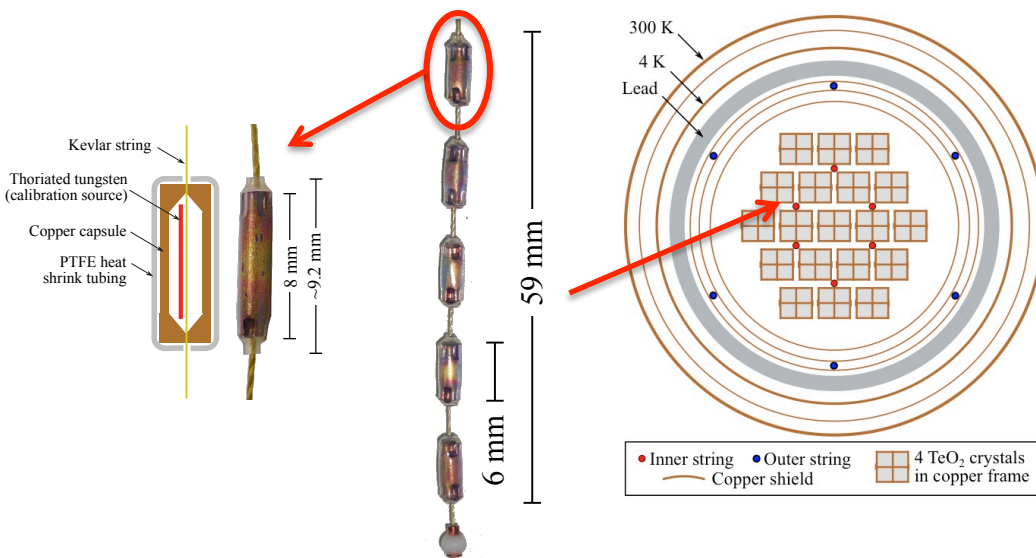 Kevlar string
Thoriated tungsten
(calibration source)
Copper capsule
PTFE heat
shrink tubing
8 mm
~9.2 mm
59 mm
6 mm
300 K
4 K
Lead
Inner string
Outer string
Copper shield
4 TeO₂ crystals
in copper frame